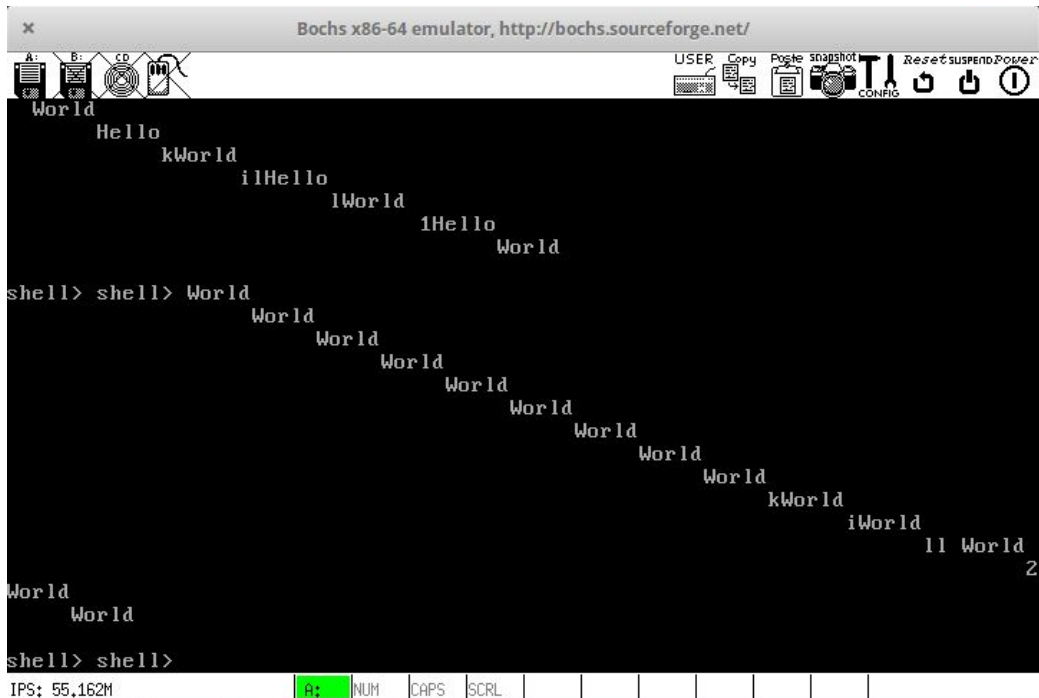 Bochs x86-64 emulator, http://bochs.sourceforge.net/
A: B: CD USER Copy Paste snapshot CONFIG Reset SUSPEND Power
World
Hello
kWorld
ilHello
lWorld
1Hello
World
shell> shell> World
World
World
World
World
World
World
World
World
kWorld
iWorld
ll World
2
World
World
shell> shell>
IPS: 55,162M A: NUM CAPS SCRL